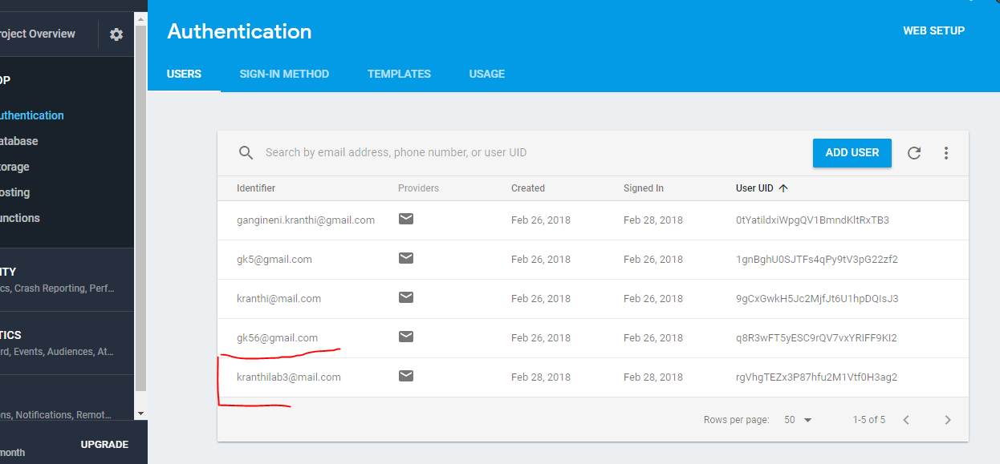 roject Overview
OP
uthentication
atabase
torage
osting
unctions
ITY
cs, Crash Reporting, Perf...
TICS
rd, Events, Audiences, At...
ons, Notifications, Remot...
month
UPGRADE
Authentication
WEB SETUP
USERS SIGN-IN METHOD TEMPLATES USAGE
Search by email address, phone number, or user UID
ADD USER
Identifier Providers Created Signed In User UID
gangineni.kranthi@gmail.com Feb 26, 2018 Feb 28, 2018 0tYatildxiWpgQV1BmndKltRxTB3
gk5@gmail.com Feb 26, 2018 Feb 26, 2018 1gnBghU0SJTFs4qPy9tV3pG22zf2
kranthi@mail.com Feb 26, 2018 Feb 26, 2018 9gCxGwkH5Jc2MjfJt6U1hpDQIsJ3
gk56@gmail.com Feb 26, 2018 Feb 26, 2018 q8R3wFT5yESC9rQV7vxYRIFF9KI2
kranthilab3@mail.com Feb 28, 2018 Feb 28, 2018 rgVhgTEZx3P87hfu2M1Vtf0H3ag2
Rows per page: 50 1-5 of 5